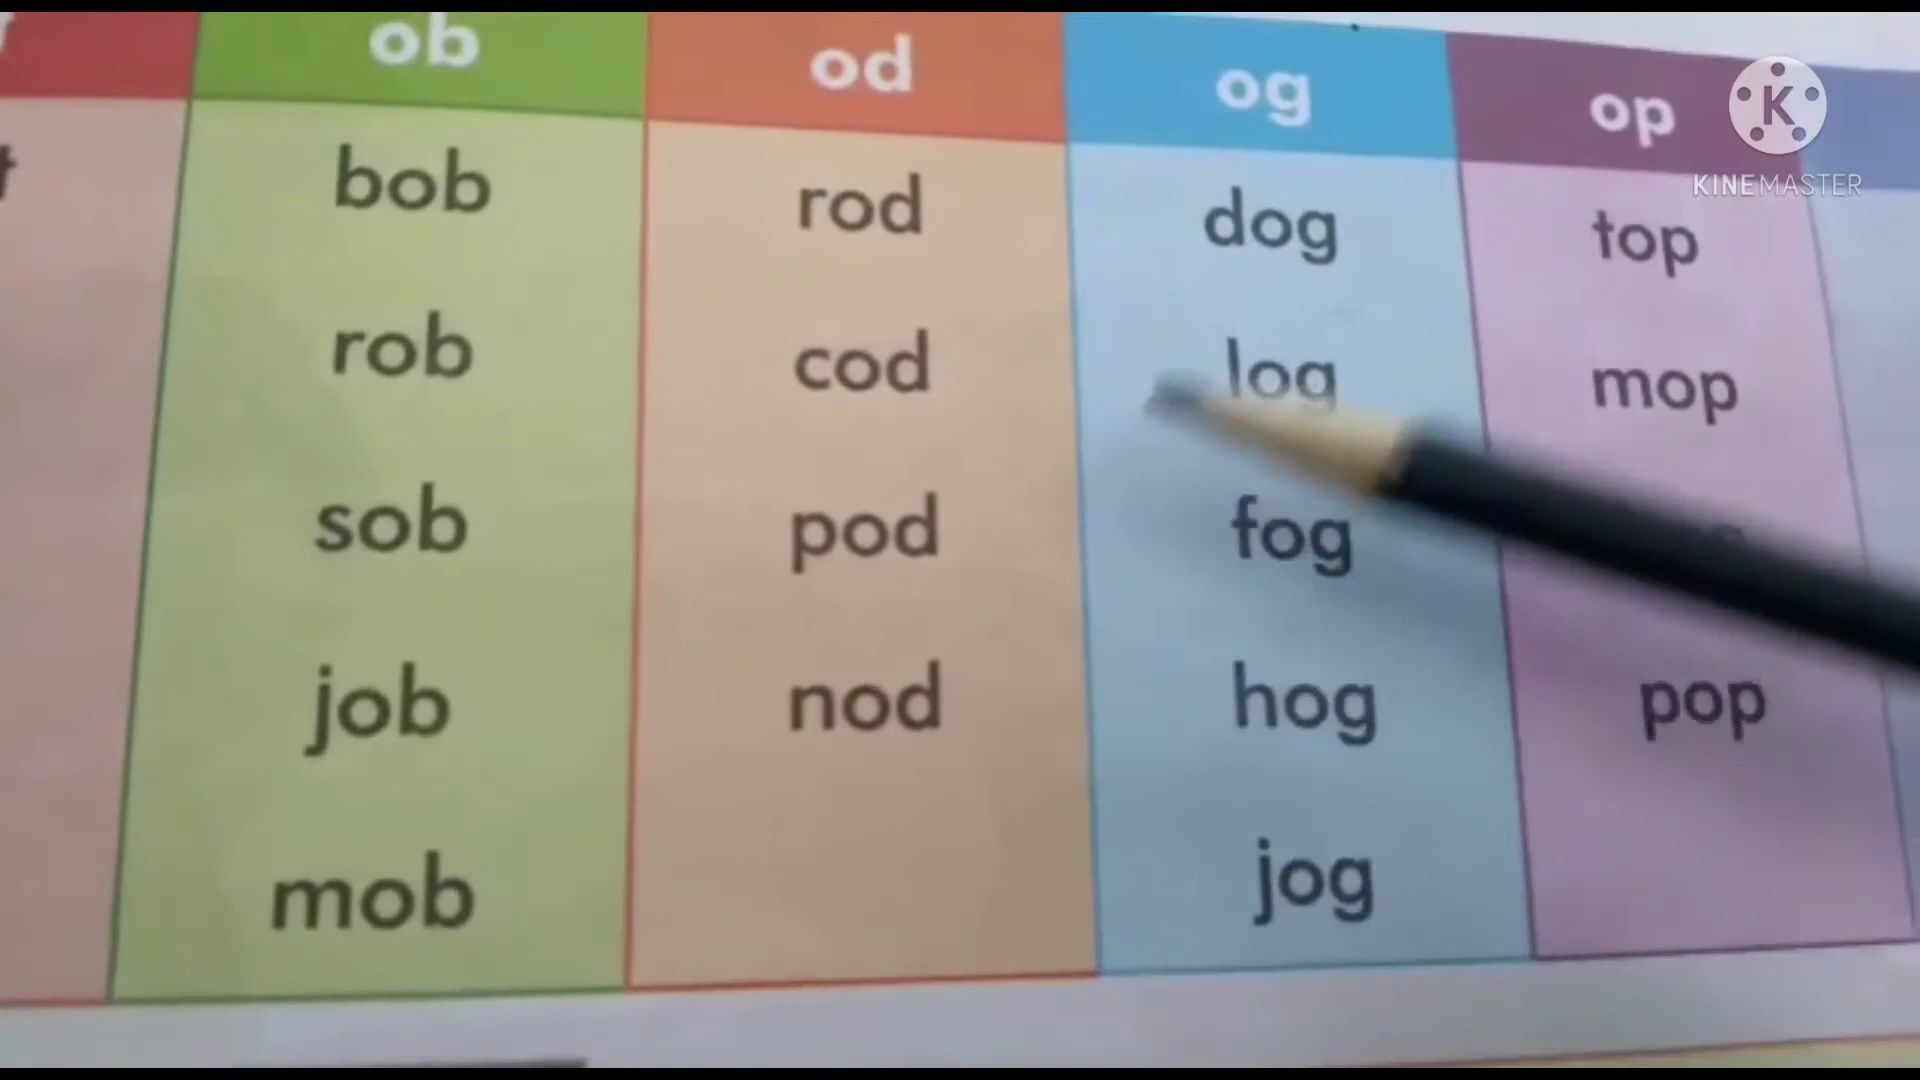 ob od og op
bob rod dog top
rob cod log mop
sob pod fog
job nod hog pop
mob jog
K
KINEMASTER